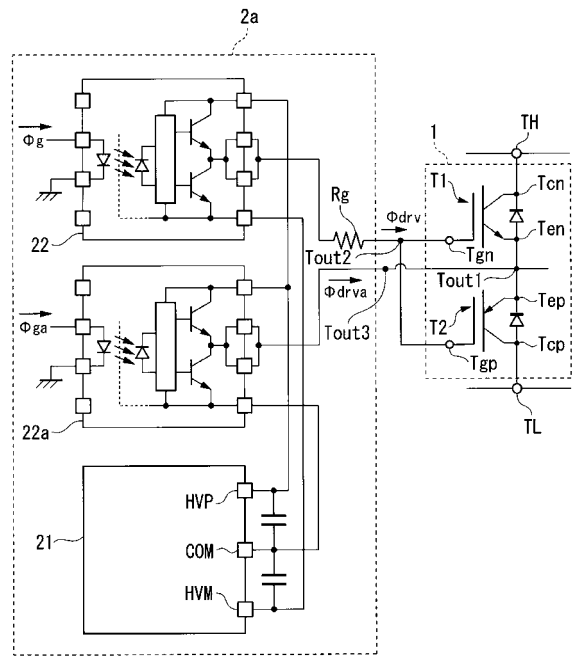 2a
Φg
22
Rg
Φdrv
Tout2
Φdrva
Tout3
1
TH
T1
Tcn
Ten
Tgn
Tout1
T2
Tep
Tcp
Tgp
TL
Φga
22a
21
HVP
COM
HVM